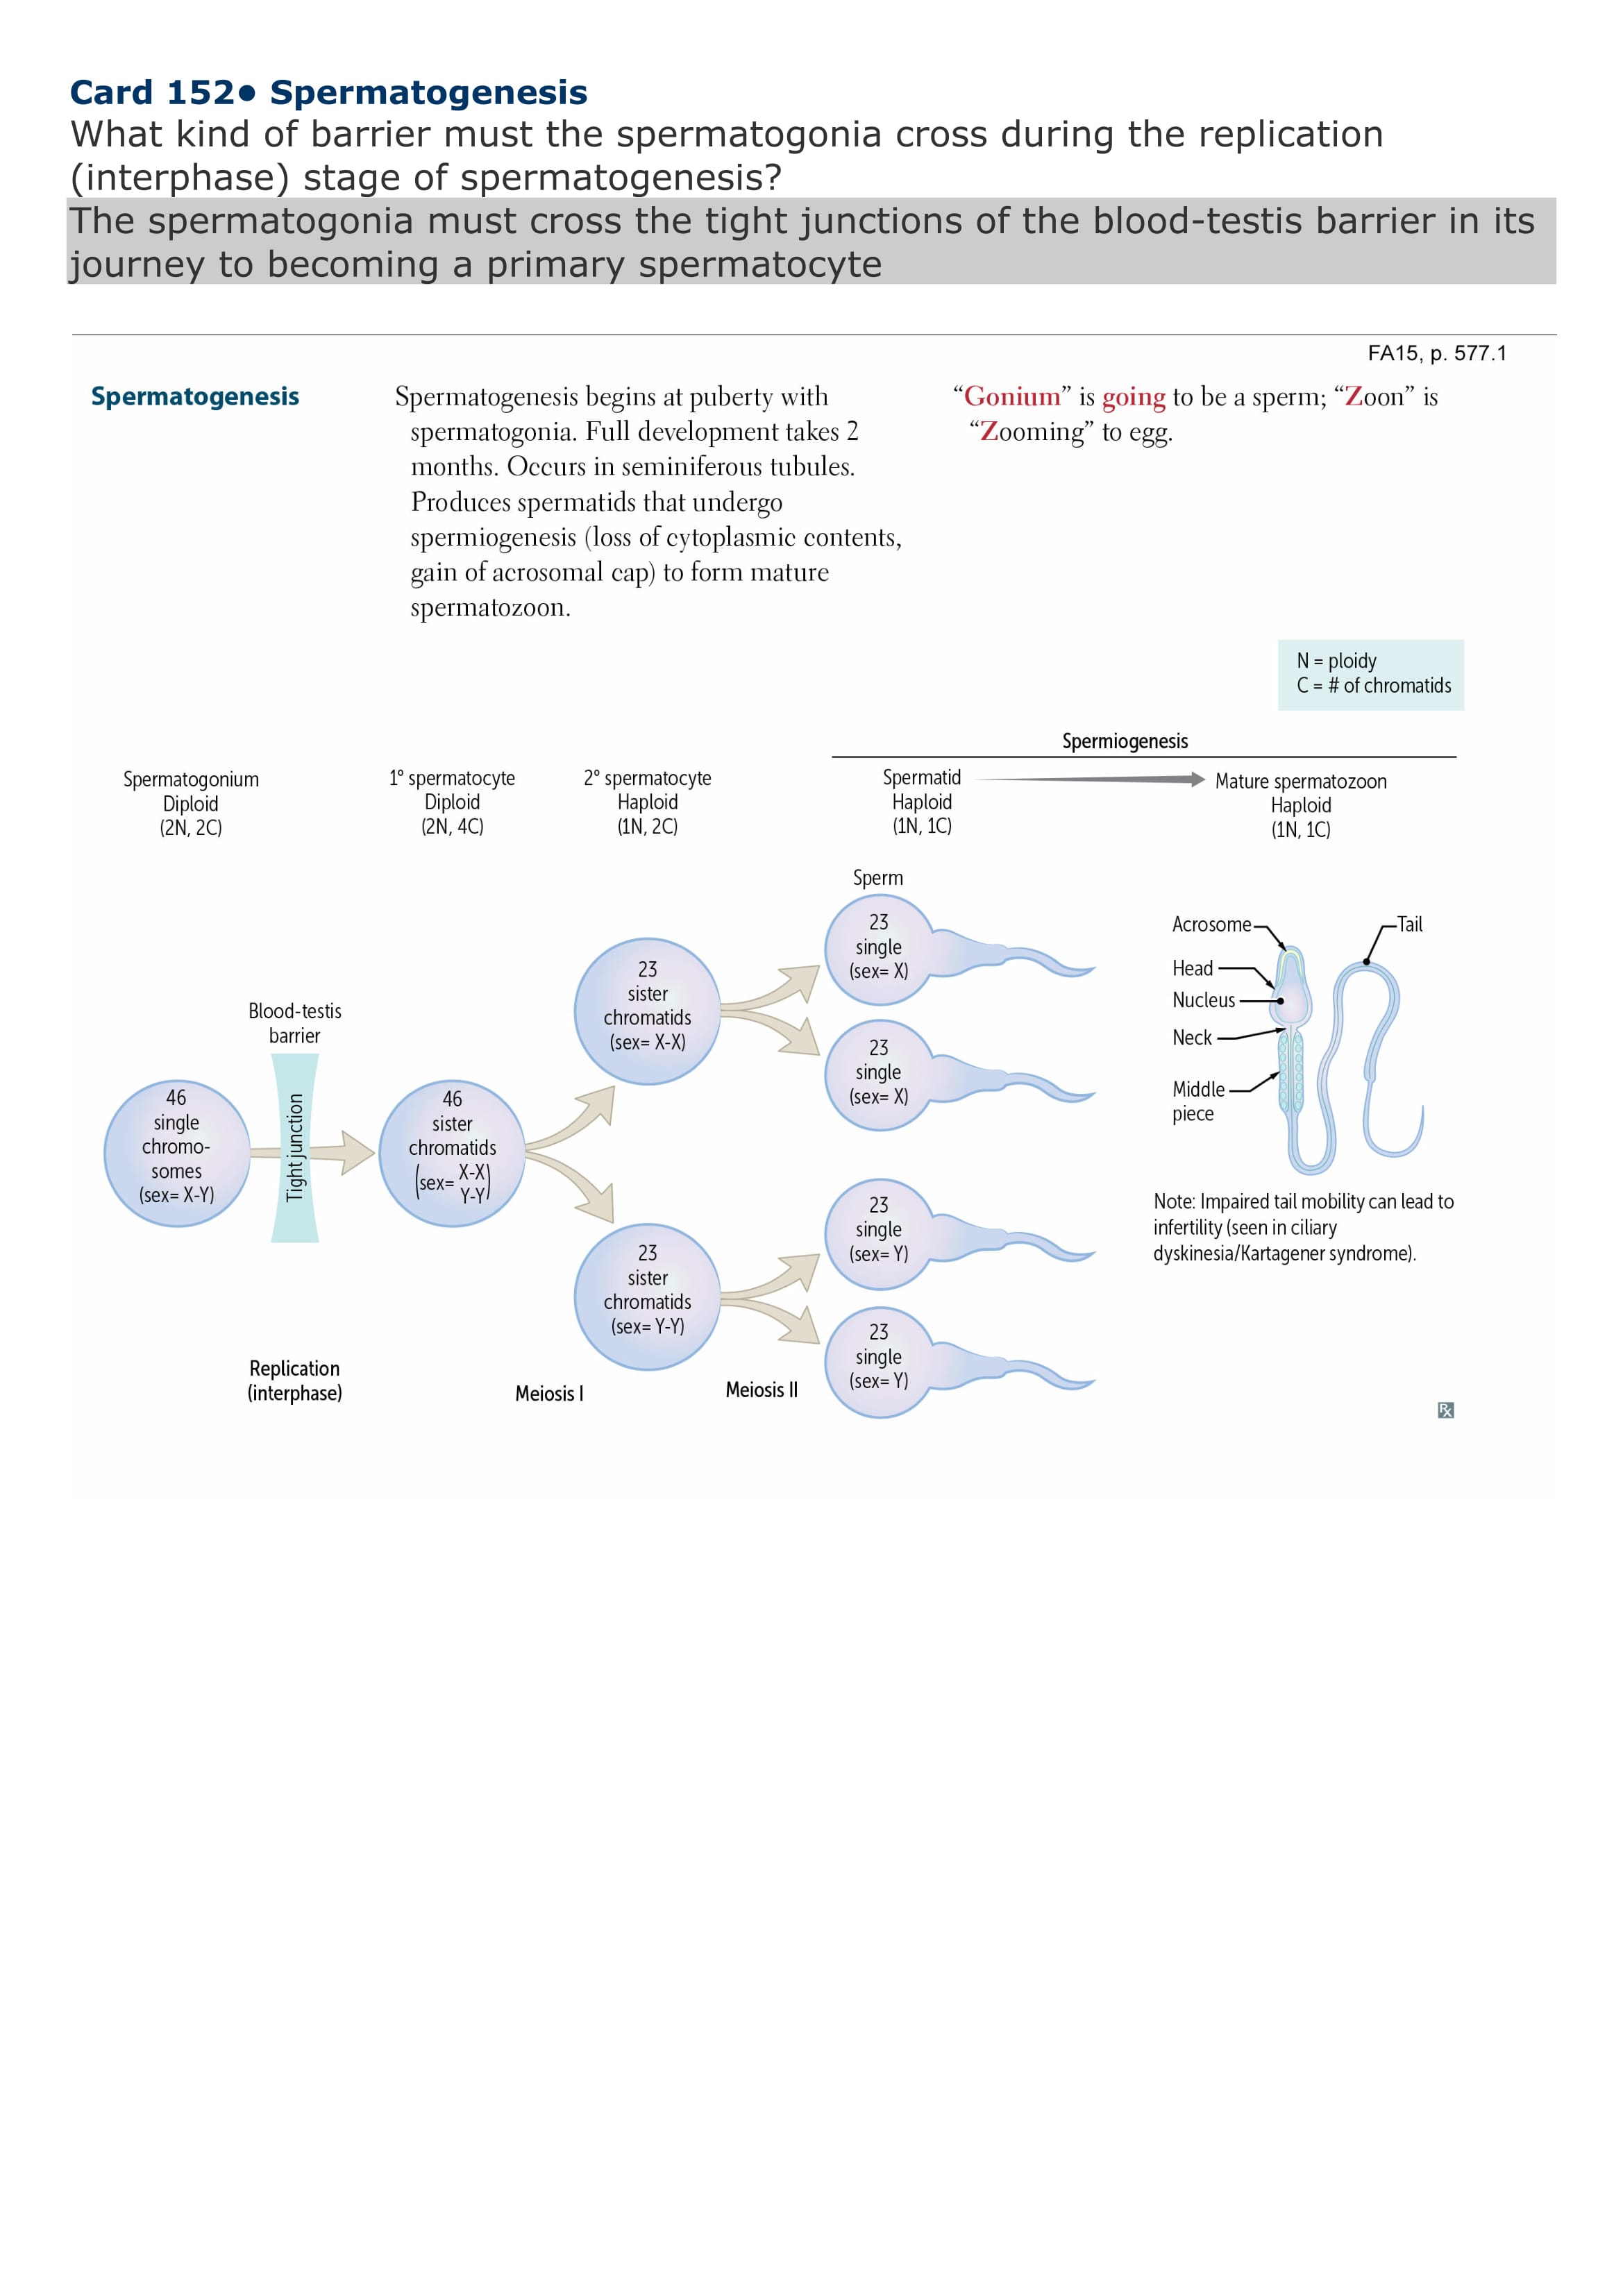 Card 152• Spermatogenesis
What kind of barrier must the spermatogonia cross during the replication
(interphase) stage of spermatogenesis?
The spermatogonia must cross the tight junctions of the blood-testis barrier in its
journey to becoming a primary spermatocyte
FA15, p. 577.1
Spermatogenesis
Spermatogenesis begins at puberty with
spermatogonia. Full development takes 2
months. Occurs in seminiferous tubules.
Produces spermatids that undergo
spermiogenesis (loss of cytoplasmic contents,
gain of acrosomal cap) to form mature
spermatozoon.
“Gonium” is going to be a sperm; “Zoon” is
“Zooming” to egg.
N = ploidy
C = # of chromatids
Spermiogenesis
Spermatogonium
Diploid
(2N, 2C)
1° spermatocyte
Diploid
(2N, 4C)
2° spermatocyte
Haploid
(1N, 2C)
Spermatid
Haploid
(1N, 1C)
Mature spermatozoon
Haploid
(1N, 1C)
46
single
chromo-
somes
(sex= X-Y)
Blood-testis
barrier
Tight junction
46
sister
chromatids
(sex= X-X
Y-Y)
23
sister
chromatids
(sex= X-X)
23
sister
chromatids
(sex= Y-Y)
Sperm
23
single
(sex= X)
23
single
(sex= X)
23
single
(sex= Y)
23
single
(sex= Y)
Acrosome
Head
Nucleus
Neck
Middle
piece
Tail
Note: Impaired tail mobility can lead to
infertility (seen in ciliary
dyskinesia/Kartagener syndrome).
Replication
(interphase)
Meiosis I
Meiosis II
Rx